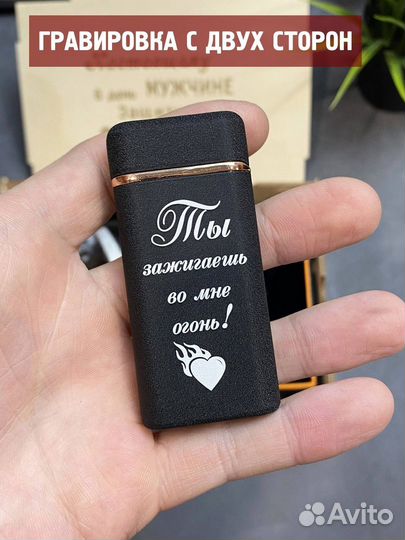 ГРАВИРОВКА С ДВУХ СТОРОН
МУЖЧИНЕ
Ты
зажигаешь
во мне
огонь!
Avito